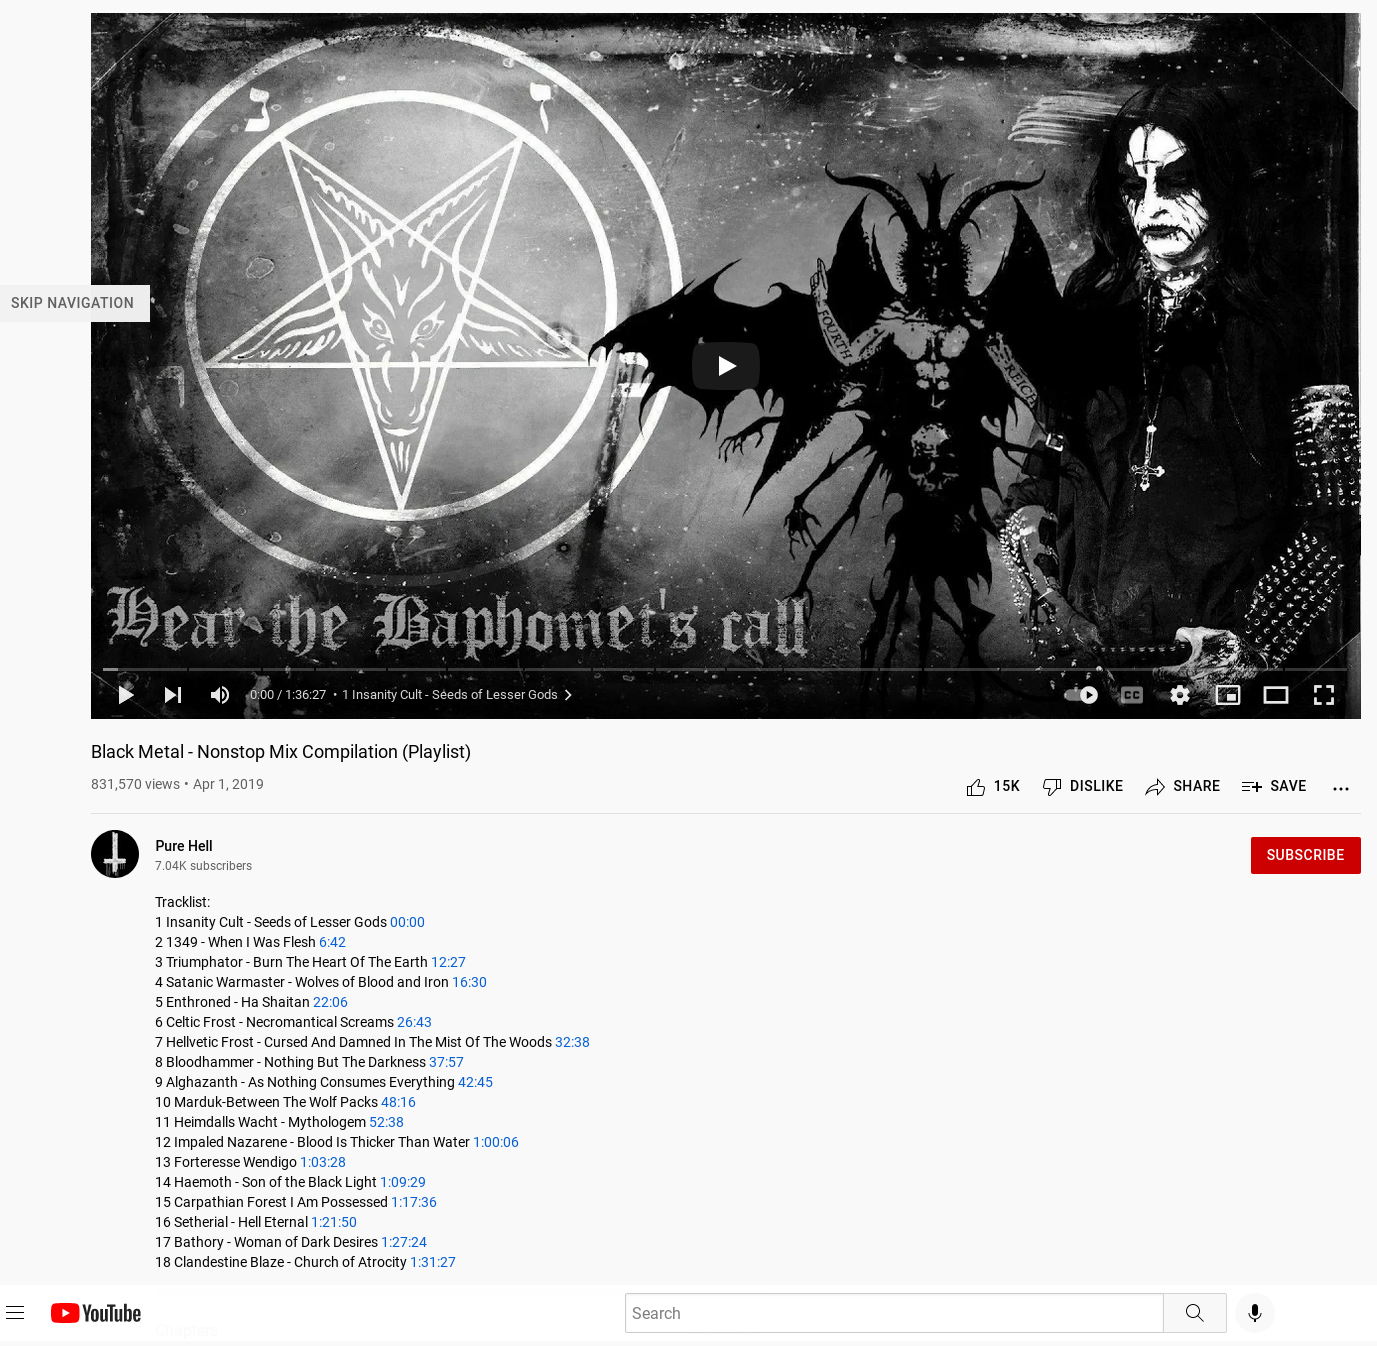 נ
י
FOURTH
REICH
SKIP NAVIGATION
Hear the Baphomet's call
0:00 / 1:36:27 • 1 Insanity Cult - Seeds of Lesser Gods
CC
Black Metal - Nonstop Mix Compilation (Playlist)
831,570 views • Apr 1, 2019
15K DISLIKE SHARE SAVE
Pure Hell
7.04K subscribers
SUBSCRIBE
Tracklist:
1 Insanity Cult - Seeds of Lesser Gods 00:00
2 1349 - When I Was Flesh 6:42
3 Triumphator - Burn The Heart Of The Earth 12:27
4 Satanic Warmaster - Wolves of Blood and Iron 16:30
5 Enthroned - Ha Shaitan 22:06
6 Celtic Frost - Necromantical Screams 26:43
7 Hellvetic Frost - Cursed And Damned In The Mist Of The Woods 32:38
8 Bloodhammer - Nothing But The Darkness 37:57
9 Alghazanth - As Nothing Consumes Everything 42:45
10 Marduk-Between The Wolf Packs 48:16
11 Heimdalls Wacht - Mythologem 52:38
12 Impaled Nazarene - Blood Is Thicker Than Water 1:00:06
13 Forteresse Wendigo 1:03:28
14 Haemoth - Son of the Black Light 1:09:29
15 Carpathian Forest I Am Possessed 1:17:36
16 Setherial - Hell Eternal 1:21:50
17 Bathory - Woman of Dark Desires 1:27:24
18 Clandestine Blaze - Church of Atrocity 1:31:27
YouTube
Search